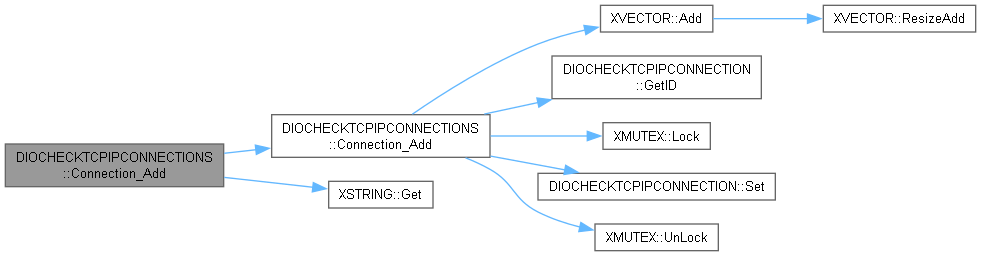 DIOCHECKTCPIPCONNECTIONS
::Connection_Add
DIOCHECKTCPIPCONNECTIONS
::Connection_Add
XSTRING::Get
XVECTOR::Add
XVECTOR::ResizeAdd
DIOCHECKTCPIPCONNECTION
::GetID
XMUTEX::Lock
DIOCHECKTCPIPCONNECTION::Set
XMUTEX::UnLock